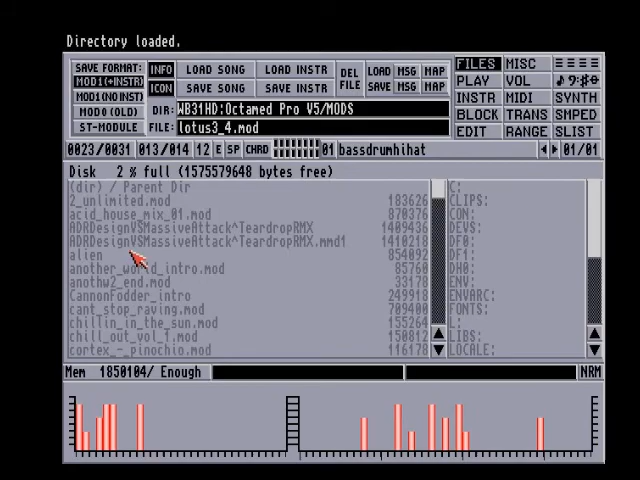 Directory loaded.
SAVE FORMAT: INFO LOAD SONG LOAD INSTR DEL FILE LOAD MSG MAP FILES MISC
MOD1(+INSTR) ICON SAVE SONG SAVE INSTR SAVE MSG MAP PLAY VOL
MOD1(NO INST) DIR: WB31HD:Octamed Pro V5/MODS INSTR MIDI SYNTH
MOD0(OLD) FILE: lotus3_4.mod BLOCK TRANS SMPED
ST-MODULE EDIT RANGE SLIST
0023/0031 013/014 12 E SP CHRD 01 bassdrumhihat 01/01
Disk 2 % full (1575579648 bytes free)
(dir) / Parent Dir C:
2_unlimited.mod 183626 CLIPS:
acid_house_mix_01.mod 870376 CON:
ADRDesignVSMassiveAttack^TeardropRMX 1409436 DEVS:
ADRDesignVSMassiveAttack^TeardropRMX.mmd1 1410218 DF0:
alien 854092 DF1:
another_world_intro.mod 85760 DH0:
anothw2_end.mod 33178 ENV:
CannonFodder_intro 249918 ENVARC:
cant_stop_raving.mod 709400 FONTS:
chillin_in_the_sun.mod 155264 L:
chill_out_vol_1.mod 150812 LIBS:
cortex_-_pinochio.mod 116178 LOCALE:
Mem 1850104/ Enough NRM